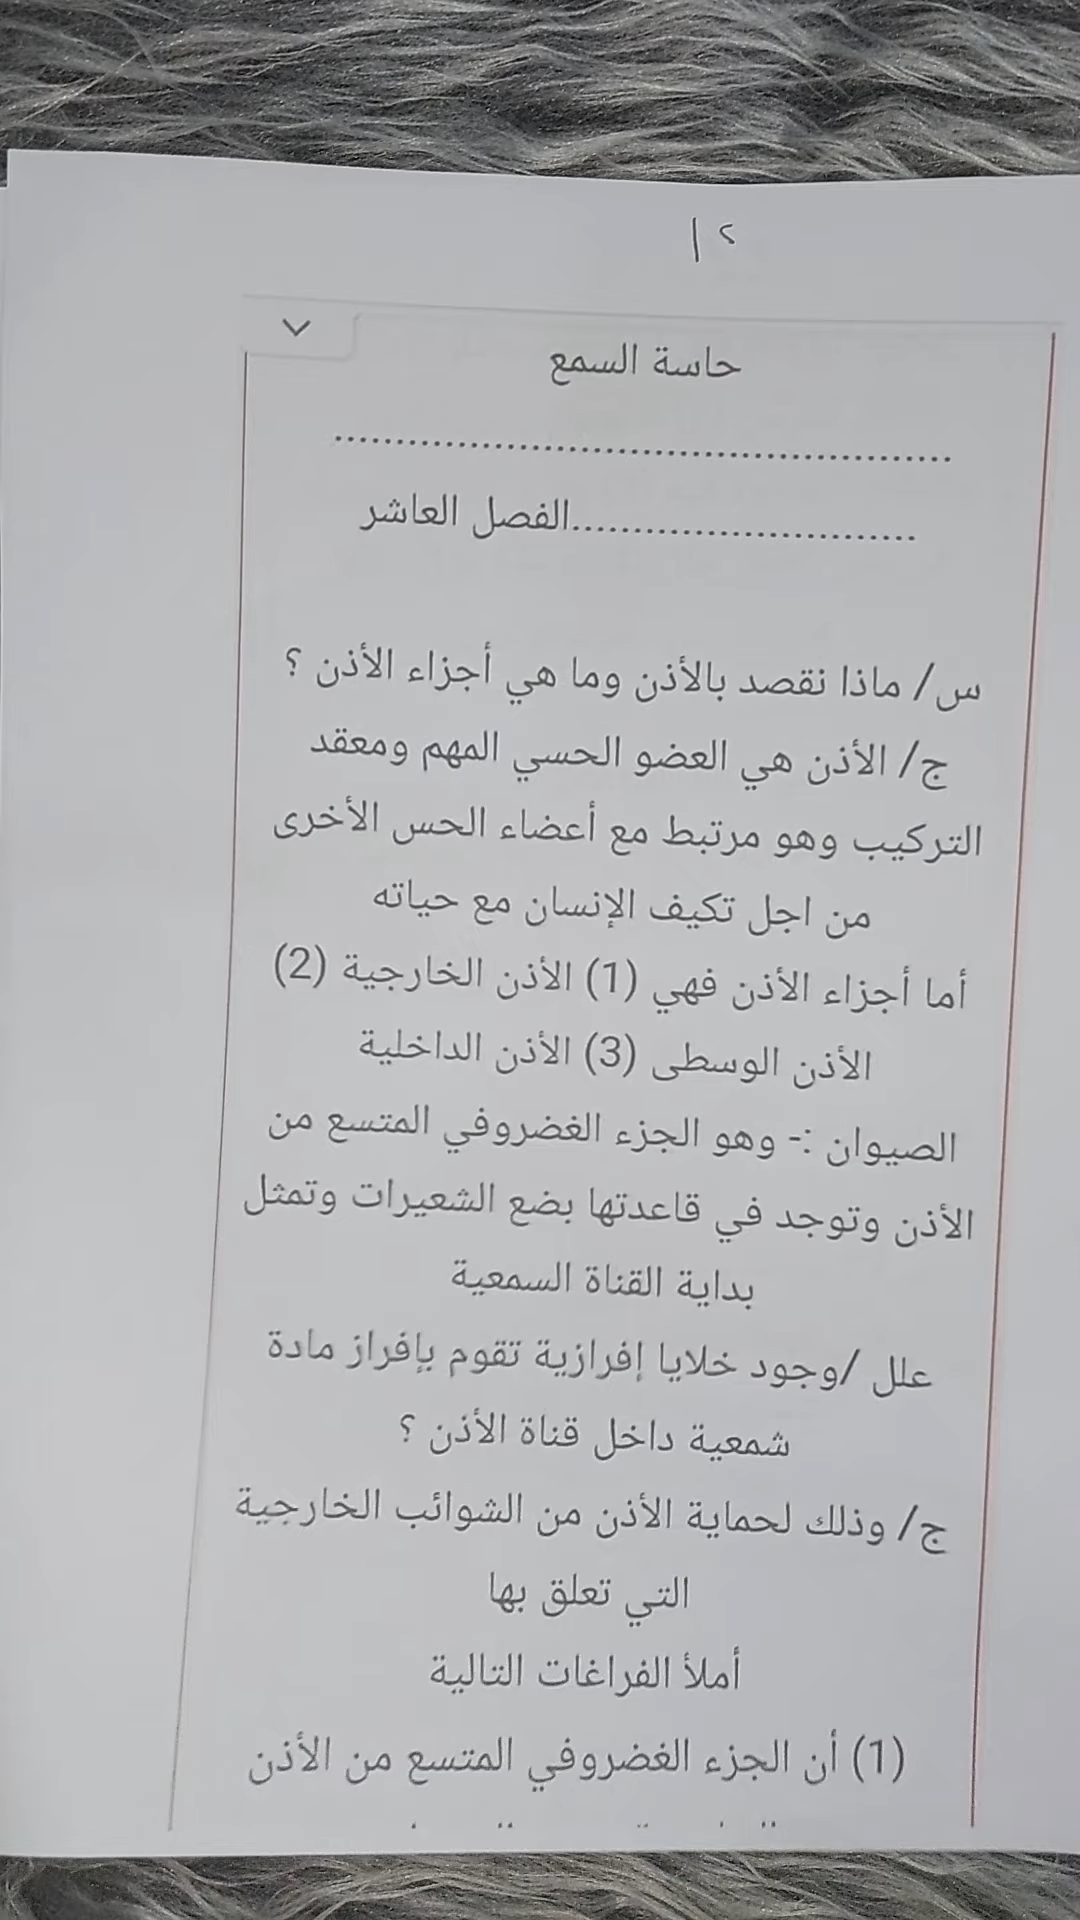 حاسة السمع
..................................................
............................الفصل العاشر
س/ ماذا نقصد بالأذن وما هي أجزاء الأذن ؟
ج/ الأذن هي العضو الحسي المهم ومعقد
التركيب وهو مرتبط مع أعضاء الحس الأخرى
من اجل تكيف الإنسان مع حياته
أما أجزاء الأذن فهي (1) الأذن الخارجية (2)
الأذن الوسطى (3) الأذن الداخلية
الصيوان :- وهو الجزء الغضروفي المتسع من
الأذن وتوجد في قاعدتها بضع الشعيرات وتمثل
بداية القناة السمعية
علل /وجود خلايا إفرازية تقوم بإفراز مادة
شمعية داخل قناة الأذن ؟
ج/ وذلك لحماية الأذن من الشوائب الخارجية
التي تعلق بها
أملأ الفراغات التالية
(1) أن الجزء الغضروفي المتسع من الأذن